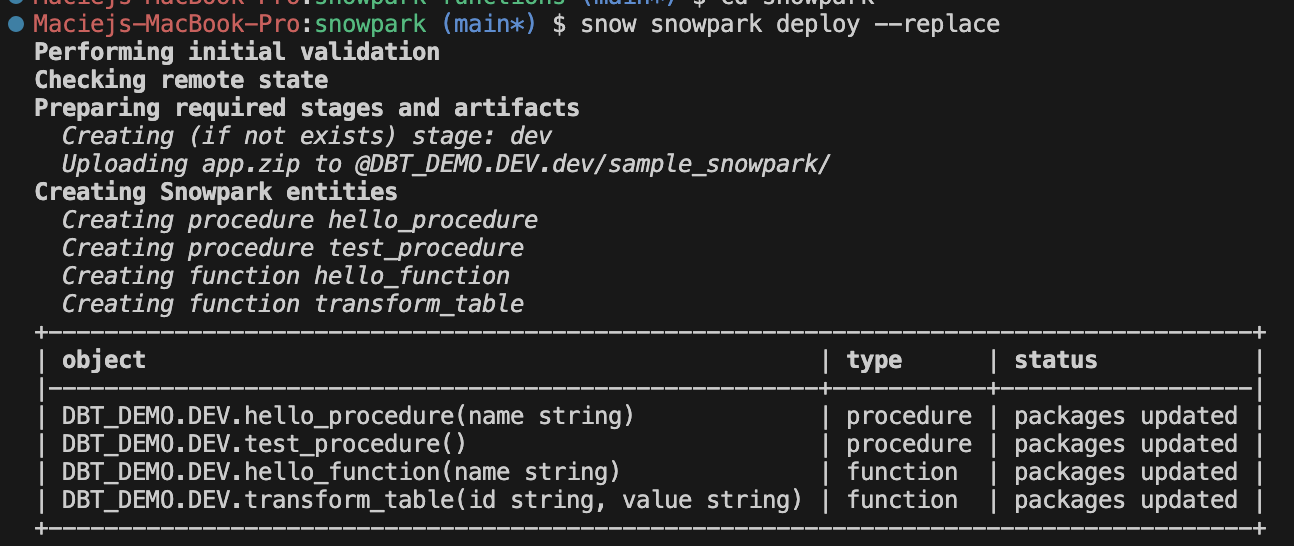 Maciejs-MacBook-Pro:snowpark-functions (main*) $ cd snowpark
Maciejs-MacBook-Pro:snowpark (main*) $ snow snowpark deploy --replace
Performing initial validation
Checking remote state
Preparing required stages and artifacts
Creating (if not exists) stage: dev
Uploading app.zip to @DBT_DEMO.DEV.dev/sample_snowpark/
Creating Snowpark entities
Creating procedure hello_procedure
Creating procedure test_procedure
Creating function hello_function
Creating function transform_table
| object | type | status |
| DBT_DEMO.DEV.hello_procedure(name string) | procedure | packages updated |
| DBT_DEMO.DEV.test_procedure() | procedure | packages updated |
| DBT_DEMO.DEV.hello_function(name string) | function | packages updated |
| DBT_DEMO.DEV.transform_table(id string, value string) | function | packages updated |